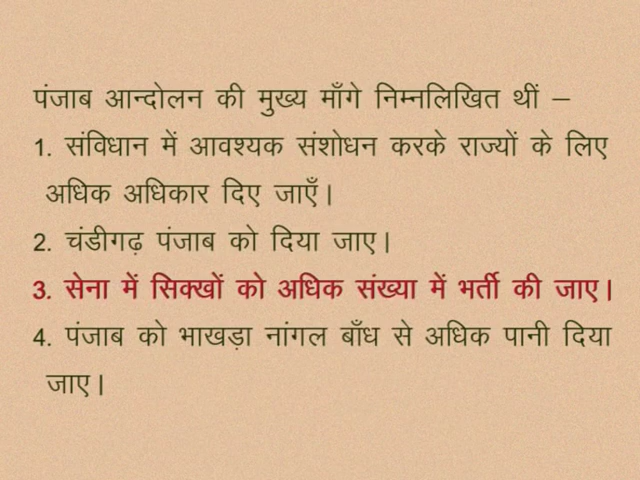 पंजाब आन्दोलन की मुख्य माँगे निम्नलिखित थीं –
1. संविधान में आवश्यक संशोधन करके राज्यों के लिए
अधिक अधिकार दिए जाएँ।
2. चंडीगढ़ पंजाब को दिया जाए।
3. सेना में सिक्खों को अधिक संख्या में भर्ती की जाए।
4. पंजाब को भाखड़ा नांगल बाँध से अधिक पानी दिया
जाए।